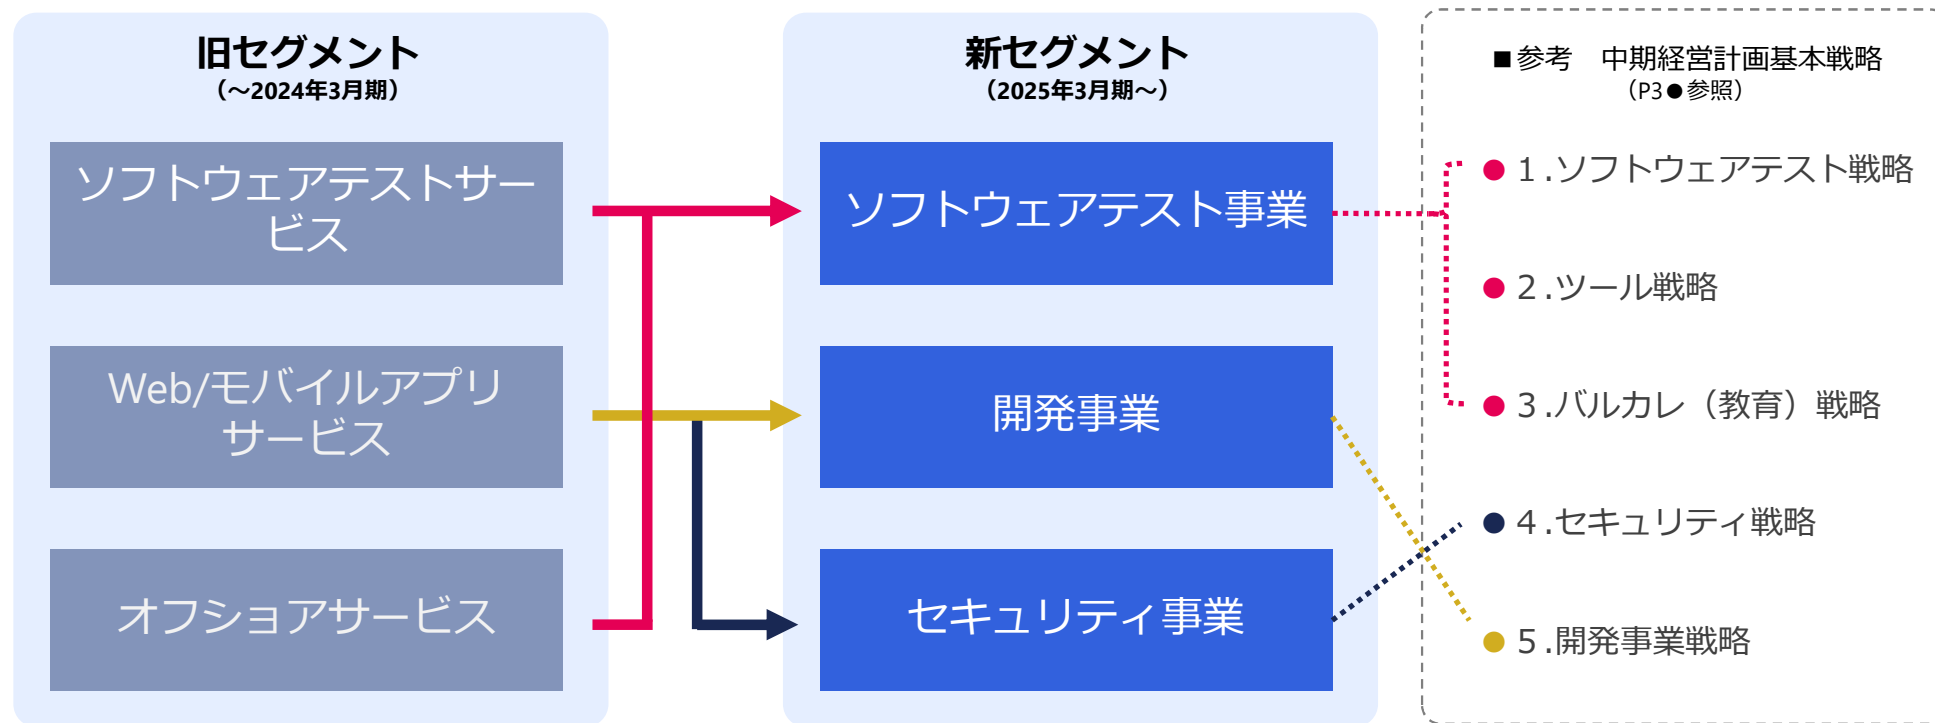 旧セグメント
（～2024年3月期）
ソフトウェアテストサー
ビス
Web/モバイルアプリ
サービス
オフショアサービス
新セグメント
（2025年3月期～）
ソフトウェアテスト事業
開発事業
セキュリティ事業
■参考　中期経営計画基本戦略
（P3●参照）
● １.ソフトウェアテスト戦略
● ２.ツール戦略
● ３.バルカレ（教育）戦略
● ４.セキュリティ戦略
● ５.開発事業戦略